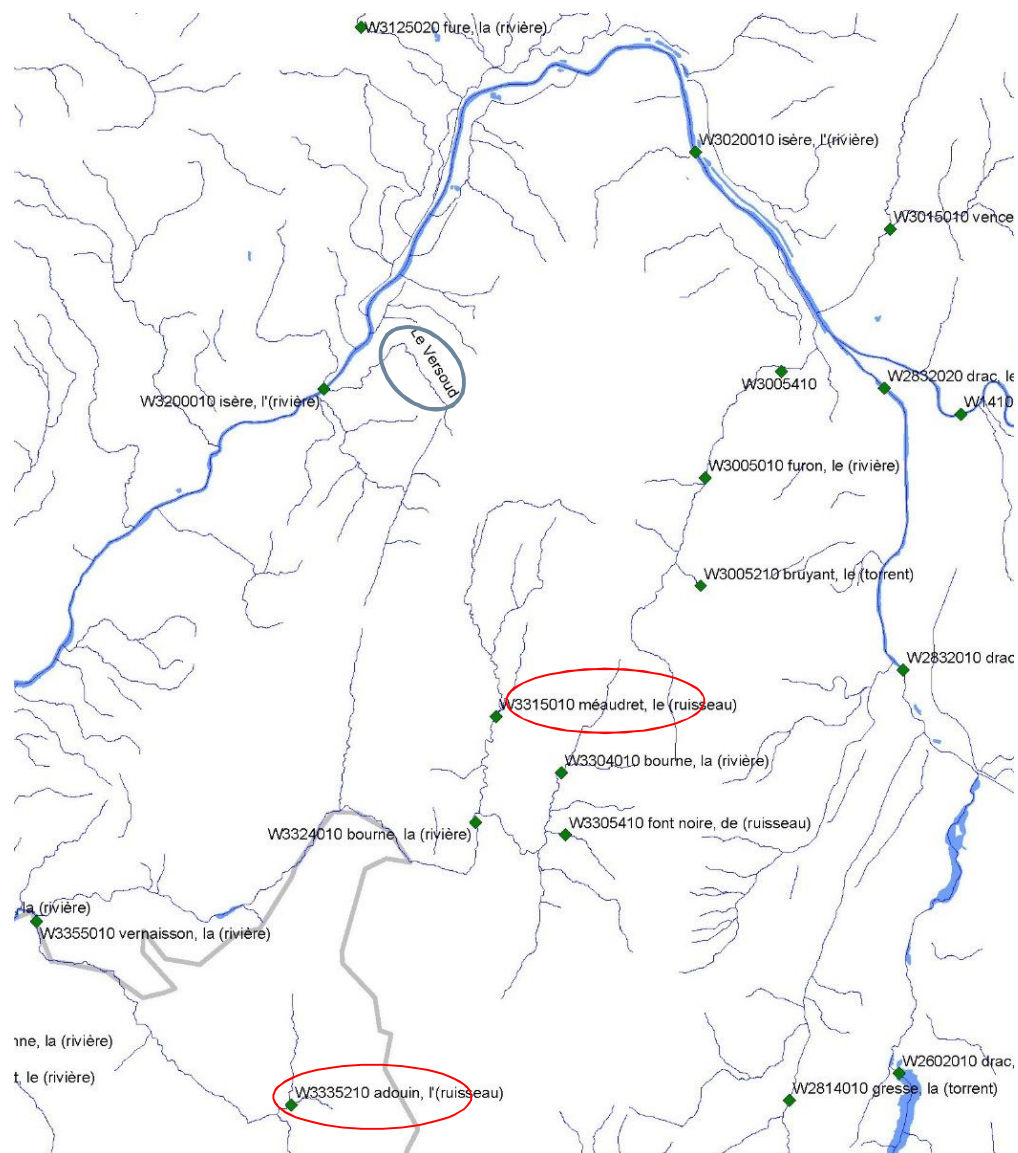 W3125020 fure, la (rivière)
W3020010 isère, l'(rivière)
W3015010 vence
Le Versoud
W3005410
W2832020 drac, le
W3200010 isère, l'(rivière)
W1410
W3005010 furon, le (rivière)
W3005210 bruyant, le (torrent)
W2832010 drac
W3315010 méaudret, le (ruisseau)
W3304010 bourne, la (rivière)
W3324010 bourne, la (rivière)
W3305410 font noire, de (ruisseau)
la (rivière)
W3355010 vernaisson, la (rivière)
nne, la (rivière)
t, le (rivière)
W2602010 drac,
W3335210 adouin, l'(ruisseau)
W2814010 gresse, la (torrent)